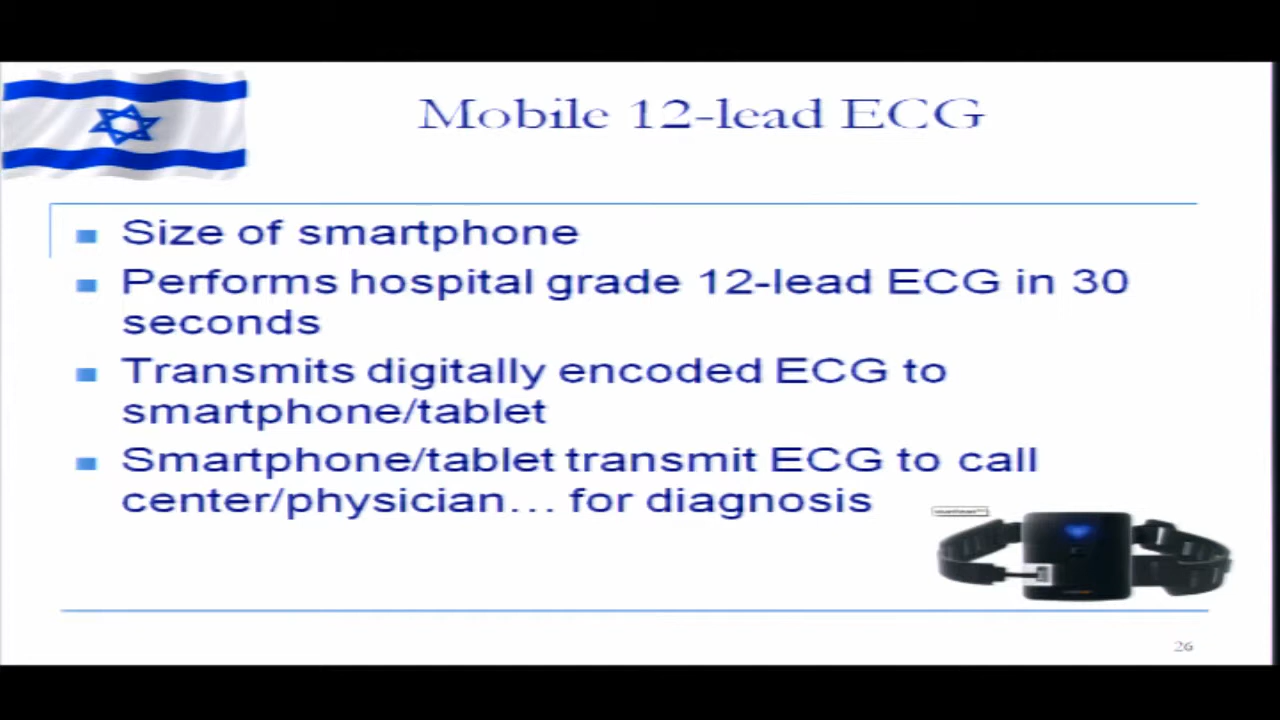 Mobile 12-lead ECG
Size of smartphone
Performs hospital grade 12-lead ECG in 30
seconds
Transmits digitally encoded ECG to
smartphone/tablet
Smartphone/tablet transmit ECG to call
center/physician... for diagnosis
26